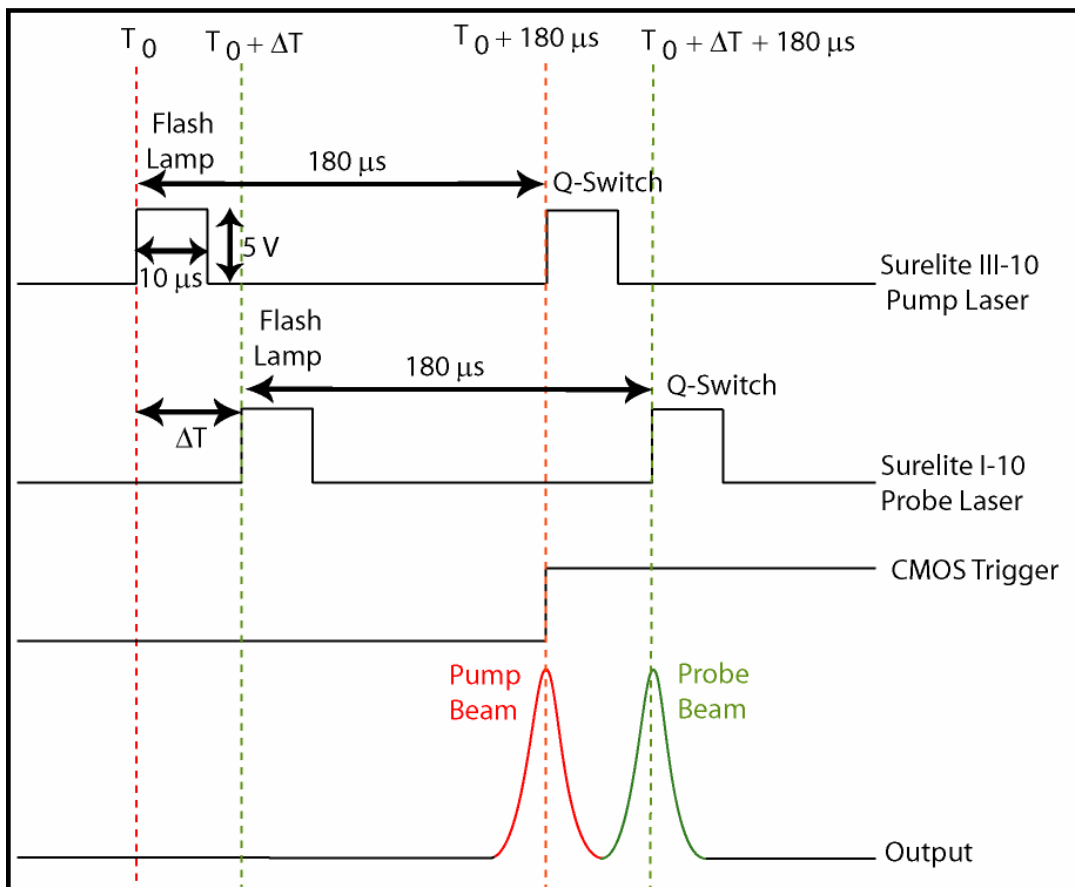 T0
T0 + ΔT
T0 + 180 μs
T0 + ΔT + 180 μs
Flash
Lamp
180 μs
Q-Switch
5 V
10 μs
Surelite III-10
Pump Laser
Flash
Lamp
180 μs
Q-Switch
ΔT
Surelite I-10
Probe Laser
CMOS Trigger
Pump
Beam
Probe
Beam
Output